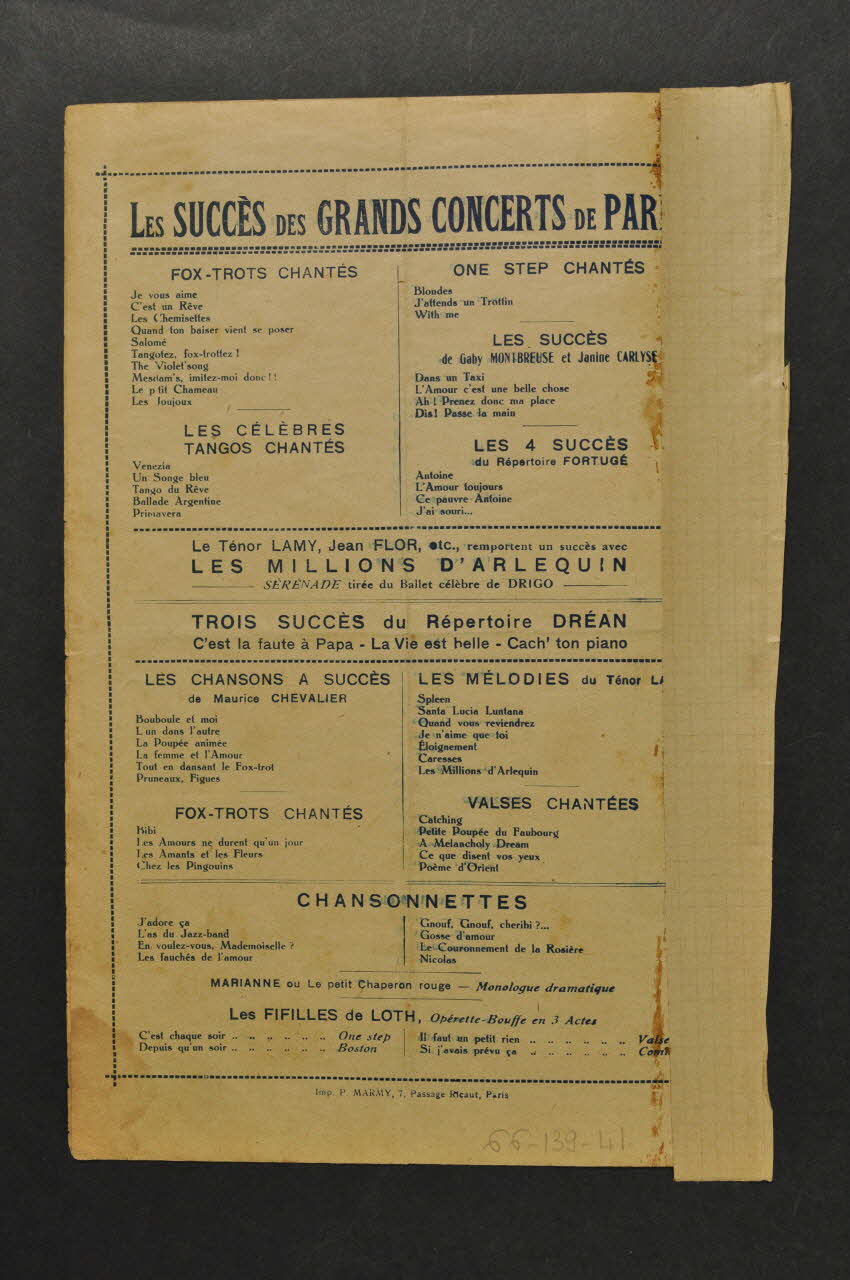 LES SUCCÈS DES GRANDS CONCERTS DE PAR
FOX-TROTS CHANTÉS
Je vous aime
C'est un Rêve
Les Chemisettes
Quand ton baiser vient se poser
Salomé
Tangotez, fox-trottez !
The Violet'song
Mesdam's, imitez-moi donc !!
Le p'tit Chameau
Les Joujoux
LES CÉLÈBRES
TANGOS CHANTÉS
Venezia
Un Songe bleu
Tango du Rêve
Ballade Argentine
Primavera
ONE STEP CHANTÉS
Blondes
J'attends un Trottin
With me
LES SUCCÈS
de Gaby MONTBREUSE et Janine CARLYSE
Dans un Taxi
L'Amour c'est une belle chose
Ah ! Prenez donc ma place
Dis ! Passe la main
LES 4 SUCCÈS
du Répertoire FORTUGÉ
Antoine
L'Amour toujours
Ce pauvre Antoine
J'ai souri...
Le Ténor LAMY, Jean FLOR, etc., remportent un succès avec
LES MILLIONS D'ARLEQUIN
SÉRÉNADE tirée du Ballet célèbre de DRIGO
TROIS SUCCÈS du Répertoire DRÉAN
C'est la faute à Papa - La Vie est belle - Cach' ton piano
LES CHANSONS A SUCCÈS
de Maurice CHEVALIER
Bouboule et moi
L'un dans l'autre
La Poupée animée
La femme et l'Amour
Tout en dansant le Fox-trot
Pruneaux, Figues
FOX-TROTS CHANTÉS
Bibi
Les Amours ne durent qu'un jour
Les Amants et les Fleurs
Chez les Pingouins
LES MÉLODIES du Ténor LA
Spleen
Santa Lucia Luntana
Quand vous reviendrez
Je n'aime que toi
Éloignement
Caresses
Les Millions d'Arlequin
VALSES CHANTÉES
Catching
Petite Poupée du Faubourg
A Melancholy Dream
Ce que disent vos yeux
Poème d'Orient
CHANSONNETTES
J'adore ça
L'as du Jazz-band
En voulez-vous, Mademoiselle ?
Les fauchés de l'amour
Gnouf, Gnouf, cheribi ?...
Gosse d'amour
Le Couronnement de la Rosière
Nicolas
MARIANNE ou Le petit Chaperon rouge — Monologue dramatique
Les FIFILLES de LOTH, Opérette-Bouffe en 3 Actes
C'est chaque soir .. .. .. .. .. .. One step
Depuis qu'un soir .. .. .. .. .. .. Boston
Il faut un petit rien .. .. .. .. .. .. Valse
Si j'avais prévu ça .. .. .. .. .. ..
Imp. P. MARMY, 7, Passage Ricaut, Paris
66-139-41